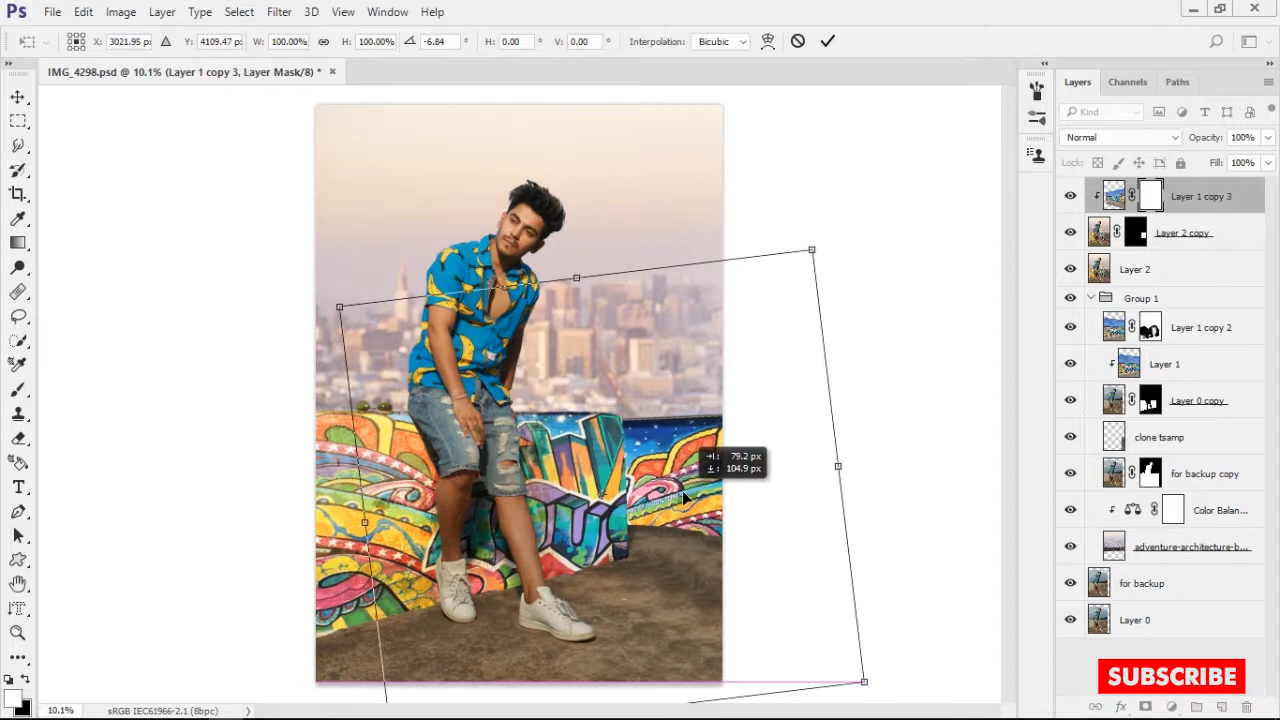 Ps File Edit Image Layer Type Select Filter 3D View Window Help
X: 3021.95 px Y: 4109.47 px W: 100.00% H: 100.00% -6.84 ° H: 0.00 ° V: 0.00 ° Interpolation: Bicubic
IMG_4298.psd @ 10.1% (Layer 1 copy 3, Layer Mask/8) *
Layers Channels Paths
Kind
Normal Opacity: 100%
Lock: Fill: 100%
Layer 1 copy 3
Layer 2 copy
Layer 2
Group 1
Layer 1 copy 2
Layer 1
Layer 0 copy
clone tsamp
for backup copy
Color Balan...
adventure-architecture-b...
for backup
Layer 0
79.2 px
104.9 px
SUBSCRIBE
10.1% sRGB IEC61966-2.1 (8bpc)